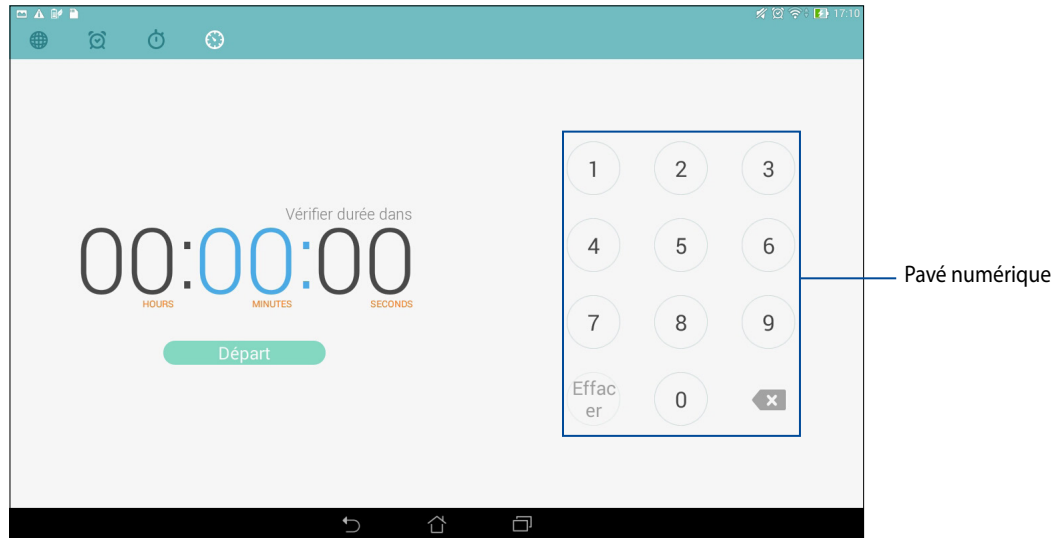 17:10
Vérifier durée dans
00:00:00
HOURS MINUTES SECONDS
Départ
1 2 3
4 5 6
7 8 9
Effac
er
0
Pavé numérique